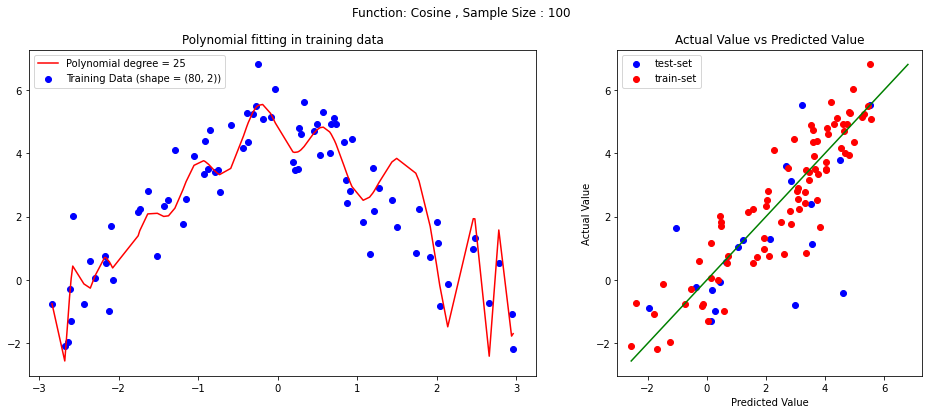 Function: Cosine , Sample Size : 100
Polynomial fitting in training data
Polynomial degree = 25
Training Data (shape = (80, 2))
6
4
2
0
−2
−3
−2
−1
0
1
2
3
Actual Value vs Predicted Value
test-set
train-set
Actual Value
6
4
2
0
−2
−2
0
2
4
6
Predicted Value